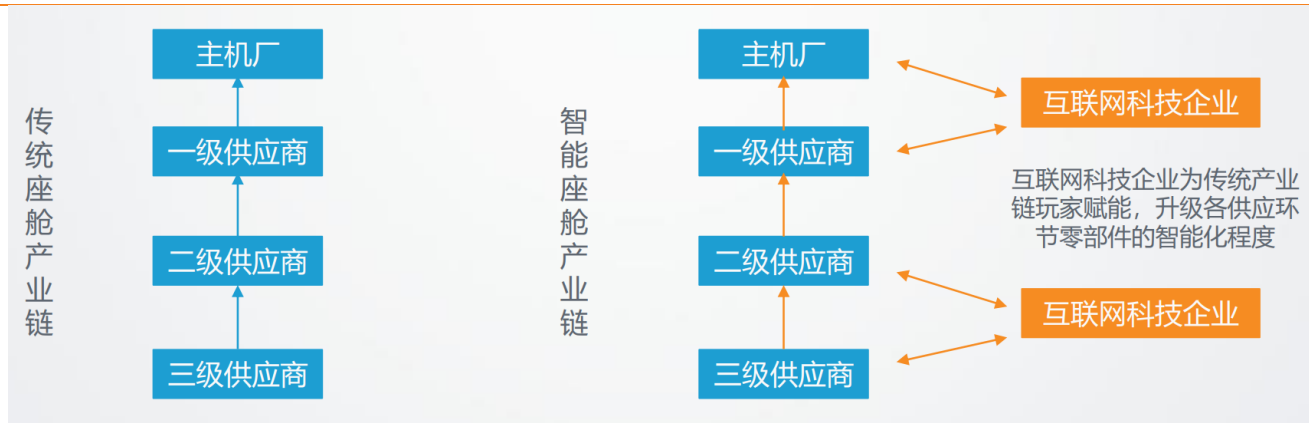 传统座舱产业链
主机厂
一级供应商
二级供应商
三级供应商
智能座舱产业链
主机厂
一级供应商
二级供应商
三级供应商
互联网科技企业
互联网科技企业为传统产业
链玩家赋能，升级各供应环
节零部件的智能化程度
互联网科技企业